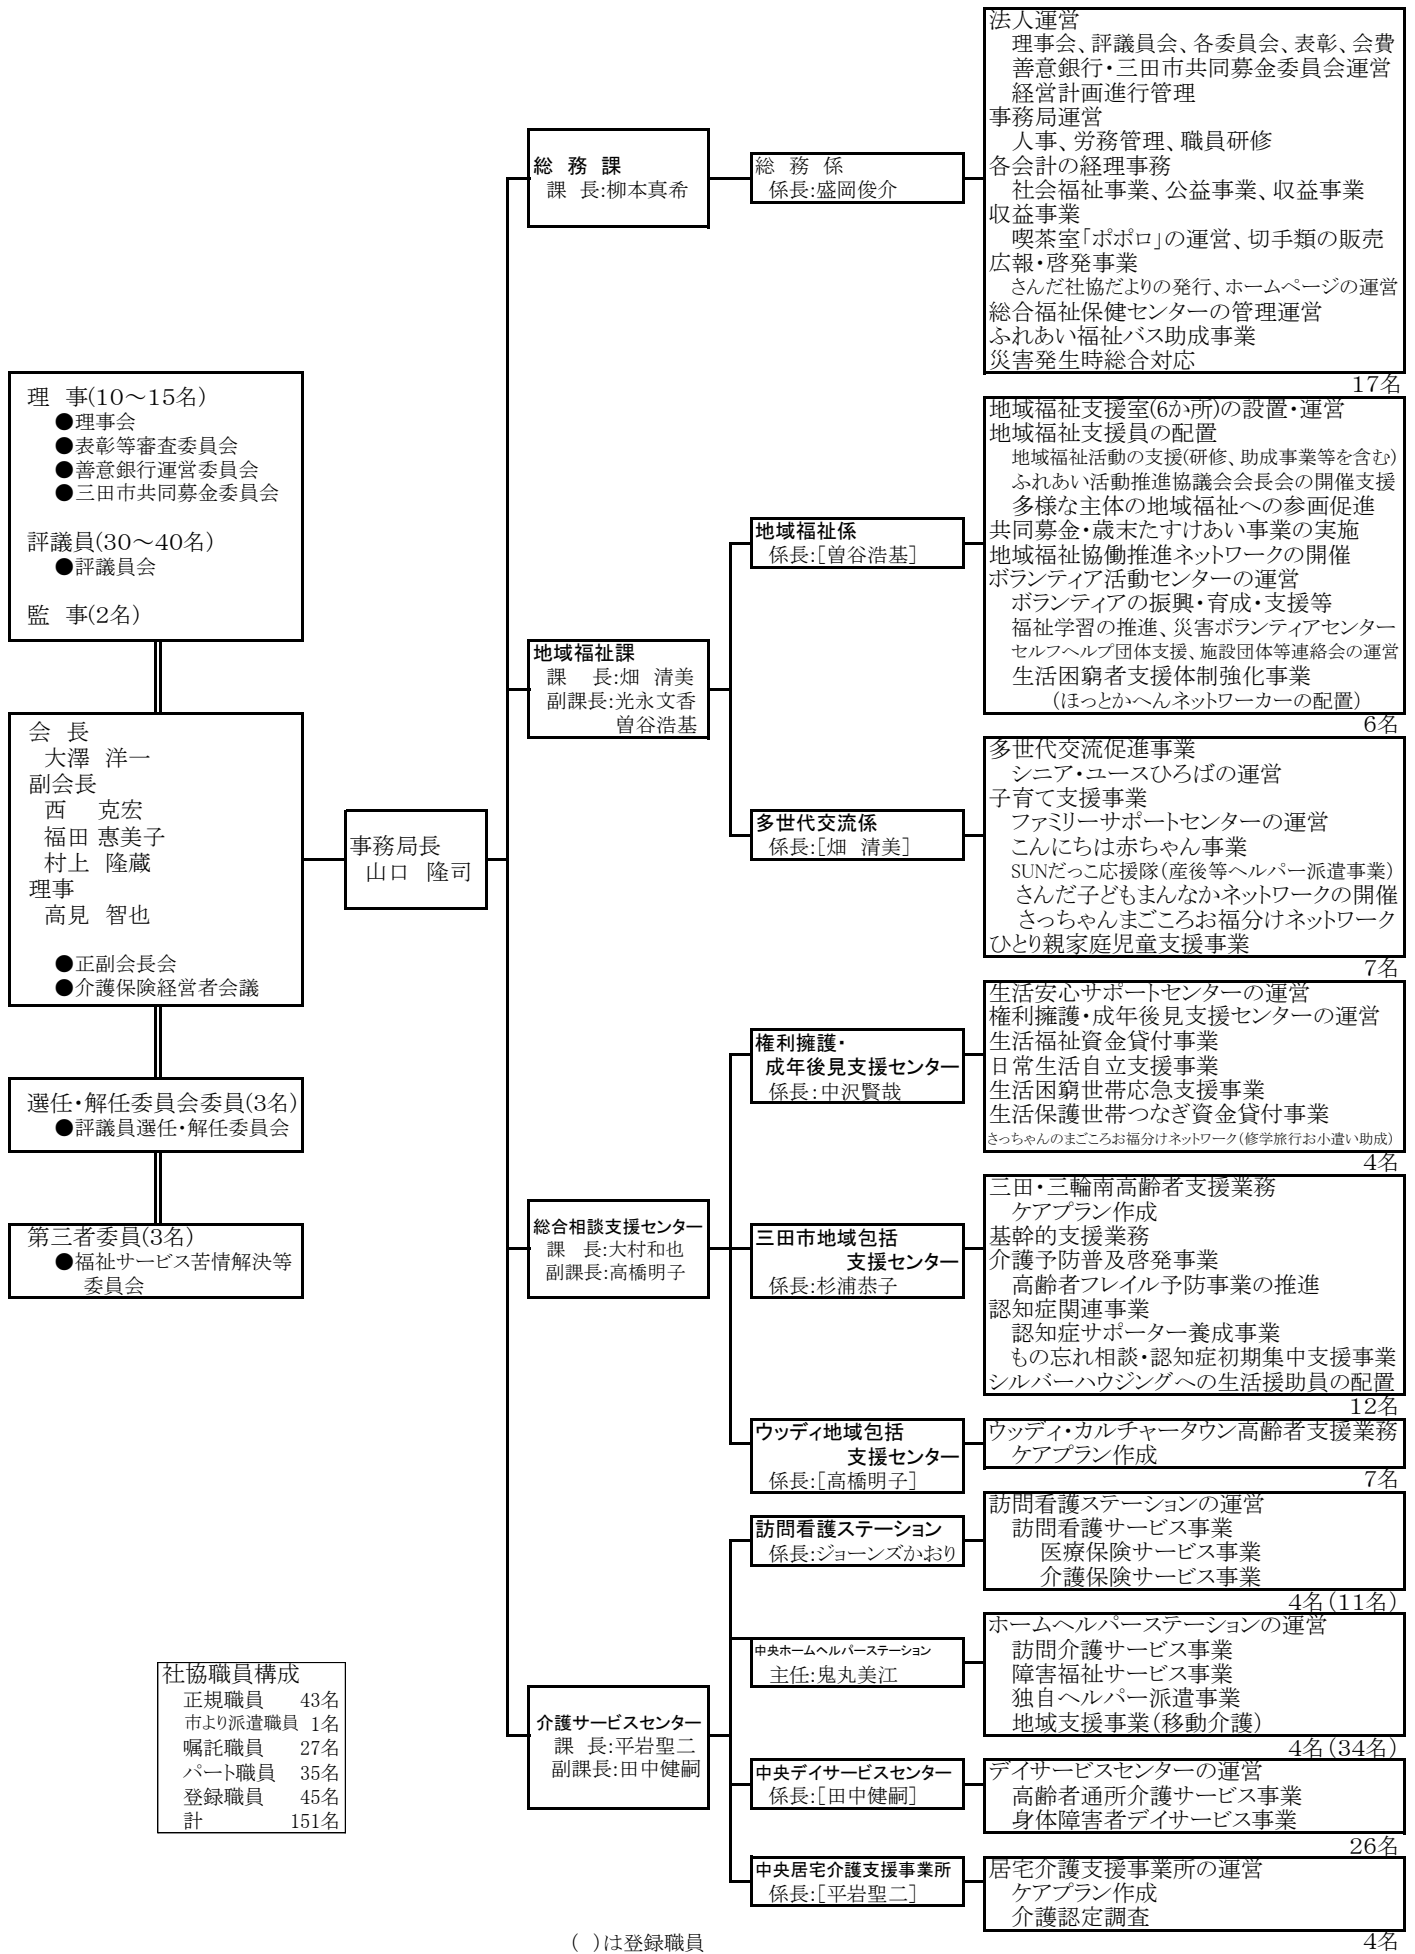 理 事(10～15名)
●理事会
●表彰等審査委員会
●善意銀行運営委員会
●三田市共同募金委員会
評議員(30～40名)
●評議員会
監 事(2名)
会 長
大澤 洋一
副会長
西 克宏
福田 惠美子
村上 隆蔵
理事
高見 智也
●正副会長会
●介護保険経営者会議
選任・解任委員会委員(3名)
●評議員選任・解任委員会
第三者委員(3名)
●福祉サービス苦情解決等
委員会
社協職員構成
正規職員 43名
市より派遣職員 1名
嘱託職員 27名
パート職員 35名
登録職員 45名
計 151名
事務局長
山口 隆司
総 務 課
課 長:柳本真希
総 務 係
係長:盛岡俊介
法人運営
理事会、評議員会、各委員会、表彰、会費
善意銀行・三田市共同募金委員会運営
経営計画進行管理
事務局運営
人事、労務管理、職員研修
各会計の経理事務
社会福祉事業、公益事業、収益事業
収益事業
喫茶室「ポポロ」の運営、切手類の販売
広報・啓発事業
さんだ社協だよりの発行、ホームページの運営
総合福祉保健センターの管理運営
ふれあい福祉バス助成事業
災害発生時総合対応
17名
地域福祉課
課 長:畑 清美
副課長:光永文香
曽谷浩基
地域福祉係
係長:[曽谷浩基]
地域福祉支援室(6か所)の設置・運営
地域福祉支援員の配置
地域福祉活動の支援(研修、助成事業等を含む)
ふれあい活動推進協議会会長会の開催支援
多様な主体の地域福祉への参画促進
共同募金・歳末たすけあい事業の実施
地域福祉協働推進ネットワークの開催
ボランティア活動センターの運営
ボランティアの振興・育成・支援等
福祉学習の推進、災害ボランティアセンター
セルフヘルプ団体支援、施設団体等連絡会の運営
生活困窮者支援体制強化事業
(ほっとかへんネットワーカーの配置)
6名
多世代交流係
係長:[畑 清美]
多世代交流促進事業
シニア・ユースひろばの運営
子育て支援事業
ファミリーサポートセンターの運営
こんにちは赤ちゃん事業
SUNだっこ応援隊(産後等ヘルパー派遣事業)
さんだ子どもまんなかネットワークの開催
さっちゃんまごころお福分けネットワーク
ひとり親家庭児童支援事業
7名
総合相談支援センター
課 長:大村和也
副課長:高橋明子
権利擁護・
成年後見支援センター
係長:中沢賢哉
生活安心サポートセンターの運営
権利擁護・成年後見支援センターの運営
生活福祉資金貸付事業
日常生活自立支援事業
生活困窮世帯応急支援事業
生活保護世帯つなぎ資金貸付事業
さっちゃんのまごころお福分けネットワーク(修学旅行お小遣い助成)
4名
三田市地域包括
支援センター
係長:杉浦恭子
三田・三輪南高齢者支援業務
ケアプラン作成
基幹的支援業務
介護予防普及啓発事業
高齢者フレイル予防事業の推進
認知症関連事業
認知症サポーター養成事業
もの忘れ相談・認知症初期集中支援事業
シルバーハウジングへの生活援助員の配置
12名
ウッディ地域包括
支援センター
係長:[高橋明子]
ウッディ・カルチャータウン高齢者支援業務
ケアプラン作成
7名
介護サービスセンター
課 長:平岩聖二
副課長:田中健嗣
訪問看護ステーション
係長:ジョーンズかおり
訪問看護ステーションの運営
訪問看護サービス事業
医療保険サービス事業
介護保険サービス事業
4名(11名)
中央ホームヘルパーステーション
主任:鬼丸美江
ホームヘルパーステーションの運営
訪問介護サービス事業
障害福祉サービス事業
独自ヘルパー派遣事業
地域支援事業(移動介護)
4名(34名)
中央デイサービスセンター
係長:[田中健嗣]
デイサービスセンターの運営
高齢者通所介護サービス事業
身体障害者デイサービス事業
26名
中央居宅介護支援事業所
係長:[平岩聖二]
居宅介護支援事業所の運営
ケアプラン作成
介護認定調査
4名
( )は登録職員